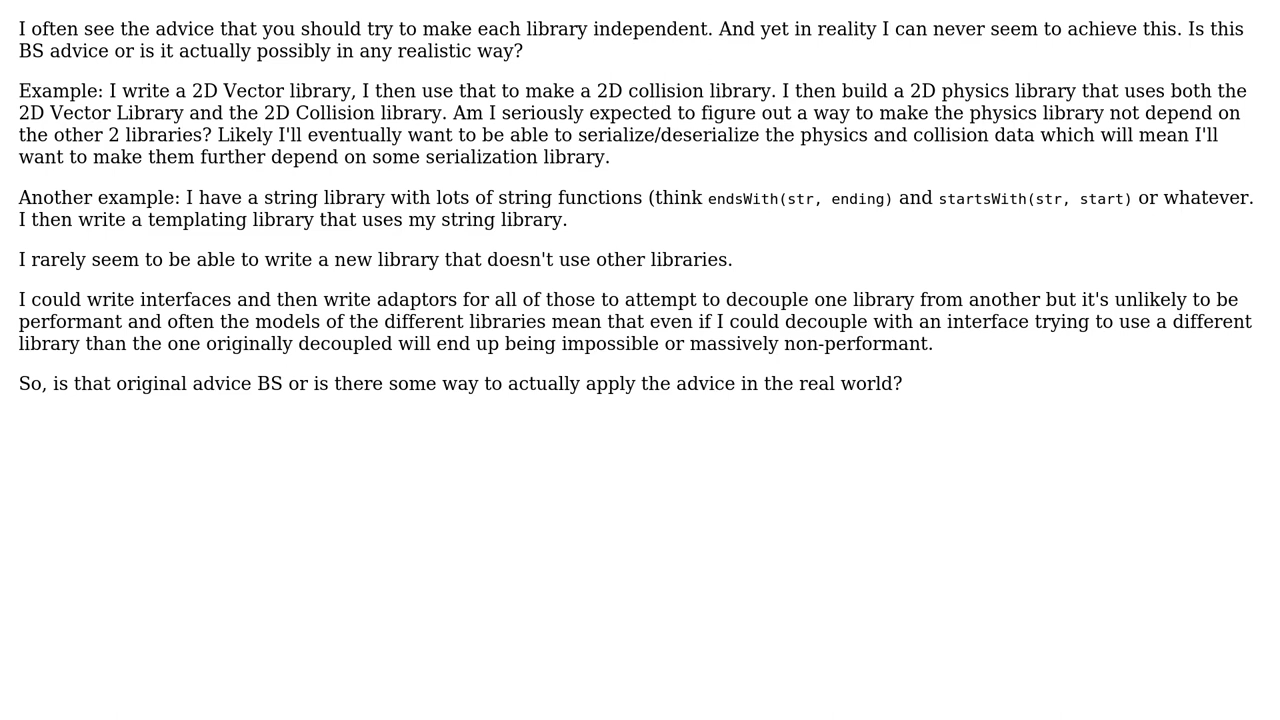 I often see the advice that you should try to make each library independent. And yet in reality I can never seem to achieve this. Is this
BS advice or is it actually possibly in any realistic way?
Example: I write a 2D Vector library, I then use that to make a 2D collision library. I then build a 2D physics library that uses both the
2D Vector Library and the 2D Collision library. Am I seriously expected to figure out a way to make the physics library not depend on
the other 2 libraries? Likely I'll eventually want to be able to serialize/deserialize the physics and collision data which will mean I'll
want to make them further depend on some serialization library.
Another example: I have a string library with lots of string functions (think endsWith(str, ending) and startsWith(str, start) or whatever.
I then write a templating library that uses my string library.
I rarely seem to be able to write a new library that doesn't use other libraries.
I could write interfaces and then write adaptors for all of those to attempt to decouple one library from another but it's unlikely to be
performant and often the models of the different libraries mean that even if I could decouple with an interface trying to use a different
library than the one originally decoupled will end up being impossible or massively non-performant.
So, is that original advice BS or is there some way to actually apply the advice in the real world?